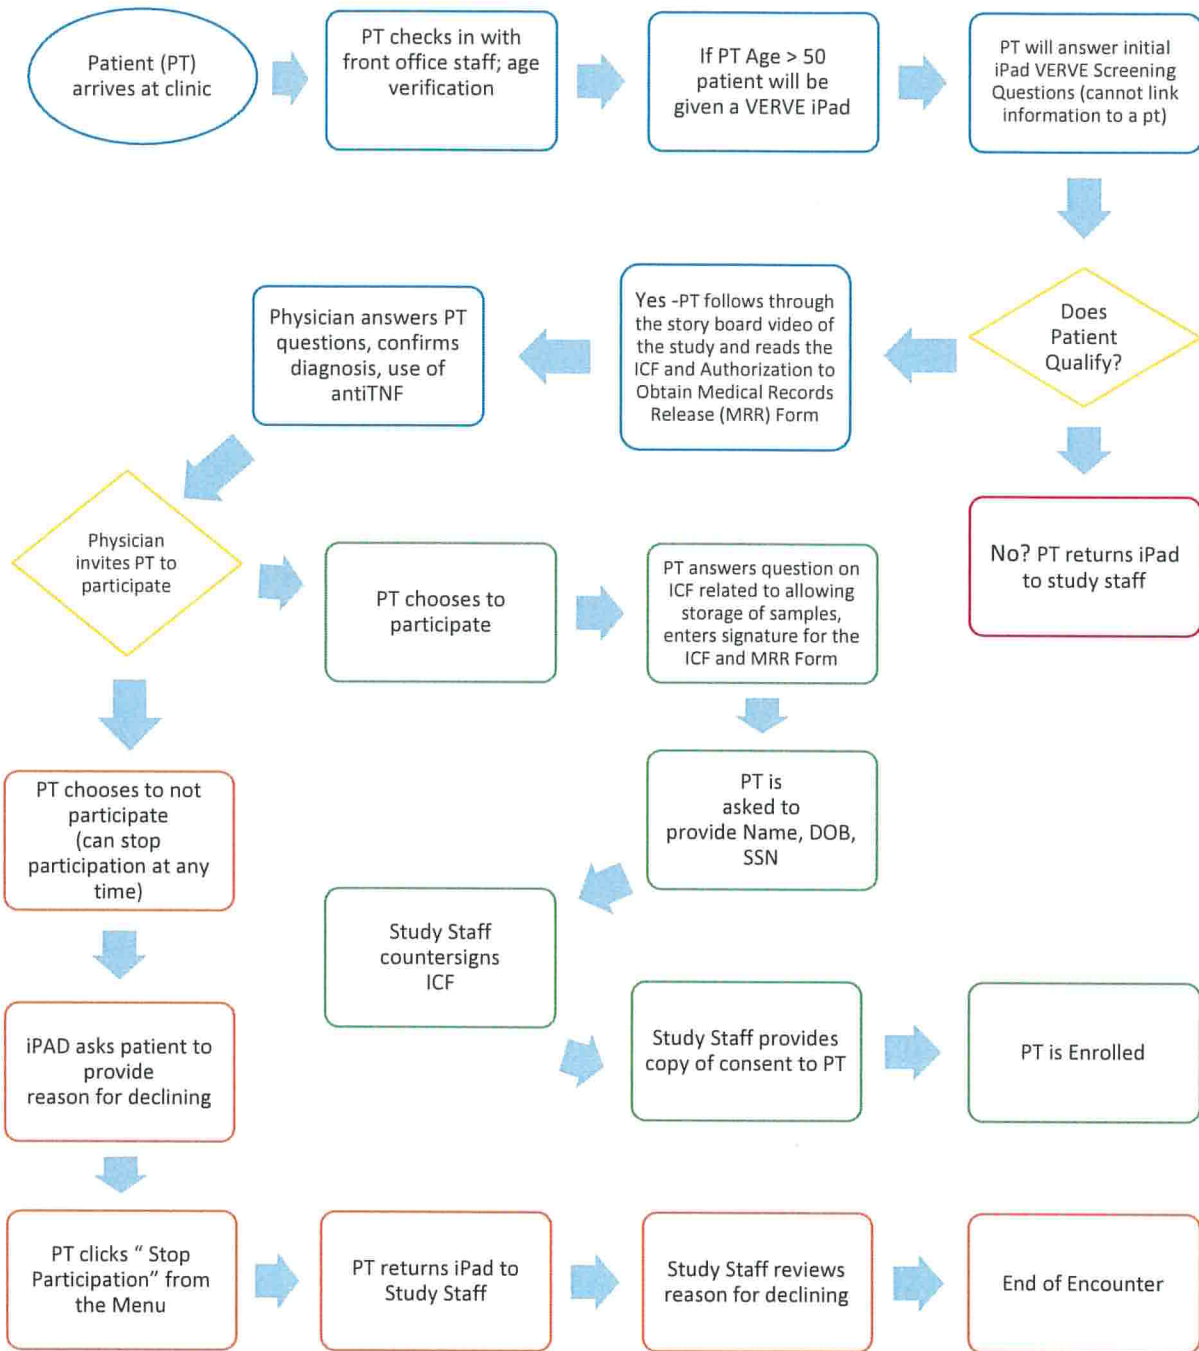 Patient (PT)
arrives at clinic
PT checks in with
front office staff; age
verification
If PT Age > 50
patient will be
given a VERVE iPad
PT will answer initial
iPad VERVE Screening
Questions (cannot link
information to a pt)
Does
Patient
Qualify?
Yes -PT follows through
the story board video of
the study and reads the
ICF and Authorization to
Obtain Medical Records
Release (MRR) Form
Physician answers PT
questions, confirms
diagnosis, use of
antiTNF
No? PT returns iPad
to study staff
Physician
invites PT to
participate
PT chooses to
participate
PT answers question on
ICF related to allowing
storage of samples,
enters signature for the
ICF and MRR Form
PT is
asked to
provide Name, DOB,
SSN
Study Staff
countersigns
ICF
Study Staff provides
copy of consent to PT
PT is Enrolled
PT chooses to not
participate
(can stop
participation at any
time)
iPAD asks patient to
provide
reason for declining
PT clicks “ Stop
Participation” from
the Menu
PT returns iPad to
Study Staff
Study Staff reviews
reason for declining
End of Encounter